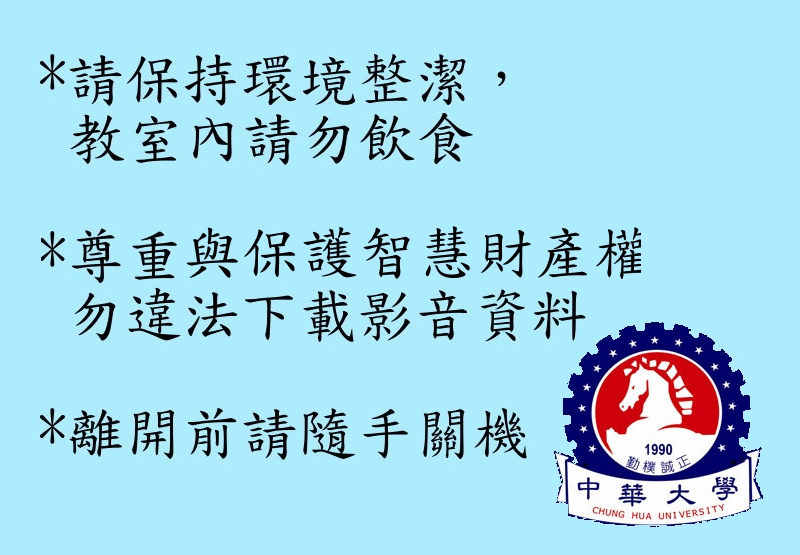 *請保持環境整潔，
教室內請勿飲食
*尊重與保護智慧財產權
勿違法下載影音資料
*離開前請隨手關機
1990
勤樸誠正
中華大學
CHUNG HUA UNIVERSITY